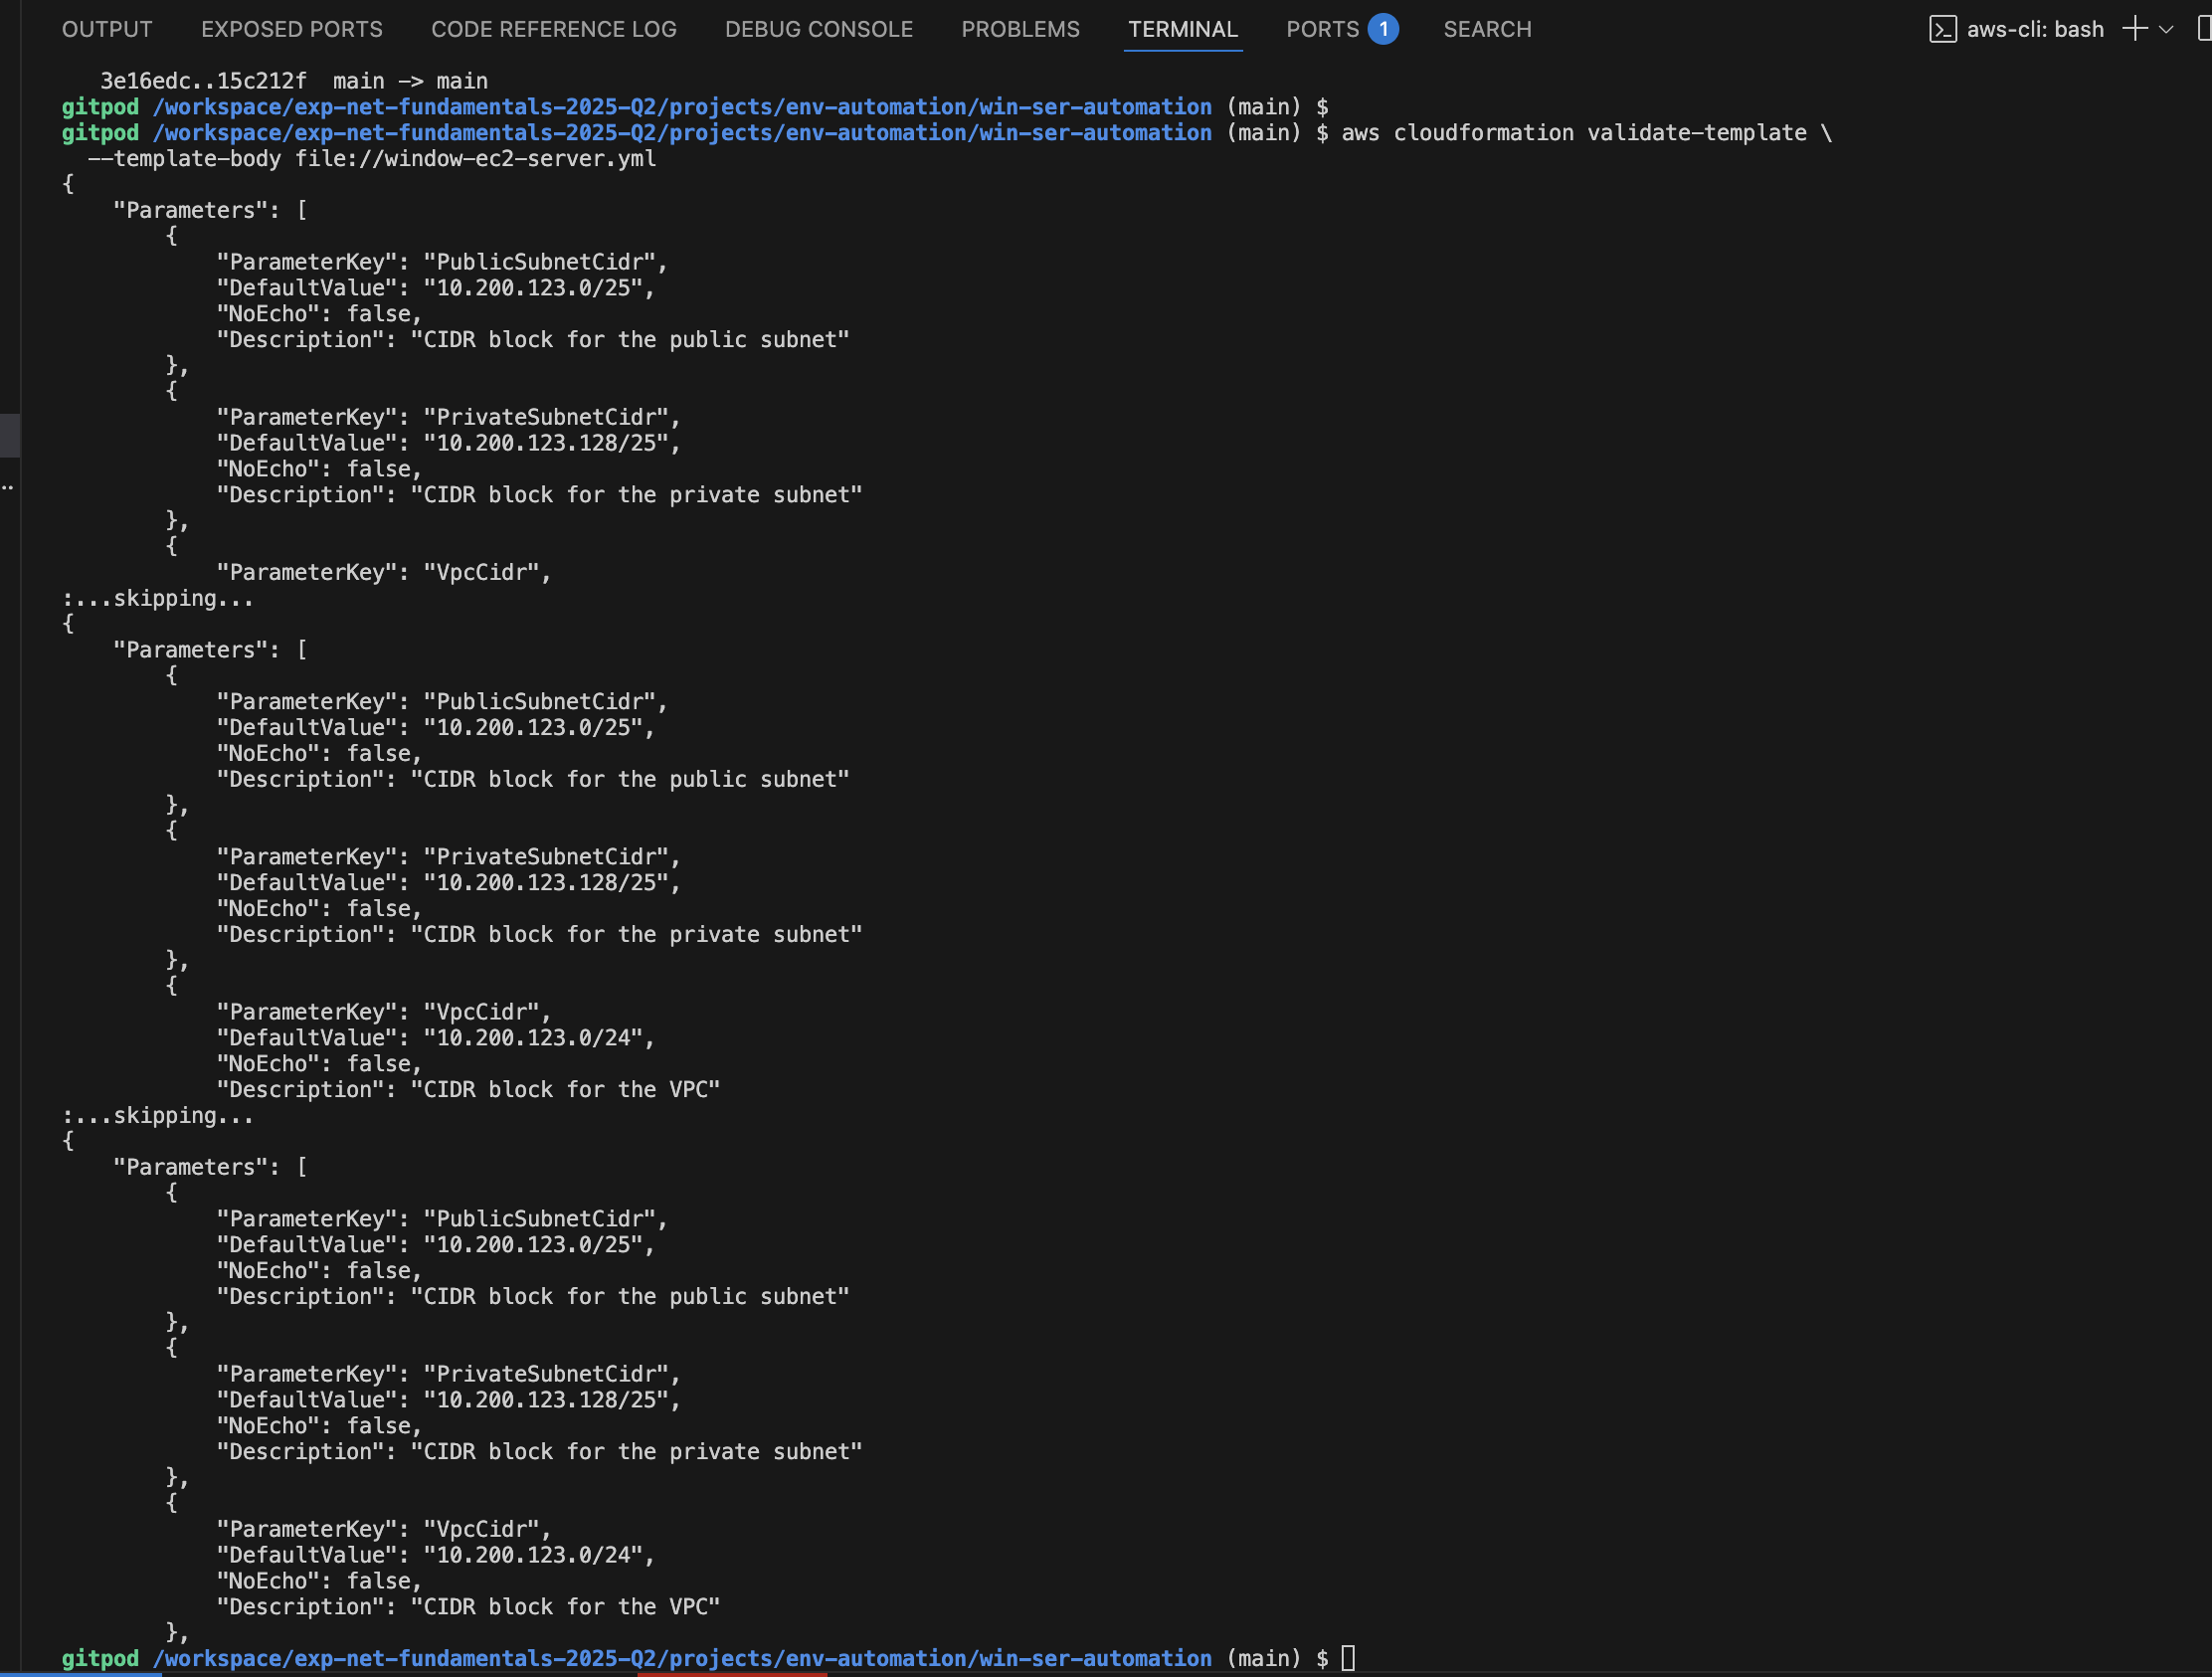 OUTPUT EXPOSED PORTS CODE REFERENCE LOG DEBUG CONSOLE PROBLEMS TERMINAL PORTS 1 SEARCH aws-cli: bash
   3e16edc..15c212f  main -> main
gitpod /workspace/exp-net-fundamentals-2025-Q2/projects/env-automation/win-ser-automation (main) $
gitpod /workspace/exp-net-fundamentals-2025-Q2/projects/env-automation/win-ser-automation (main) $ aws cloudformation validate-template \
  --template-body file://window-ec2-server.yml
{
    "Parameters": [
        {
            "ParameterKey": "PublicSubnetCidr",
            "DefaultValue": "10.200.123.0/25",
            "NoEcho": false,
            "Description": "CIDR block for the public subnet"
        },
        {
            "ParameterKey": "PrivateSubnetCidr",
            "DefaultValue": "10.200.123.128/25",
            "NoEcho": false,
            "Description": "CIDR block for the private subnet"
        },
        {
            "ParameterKey": "VpcCidr",
:...skipping...
{
    "Parameters": [
        {
            "ParameterKey": "PublicSubnetCidr",
            "DefaultValue": "10.200.123.0/25",
            "NoEcho": false,
            "Description": "CIDR block for the public subnet"
        },
        {
            "ParameterKey": "PrivateSubnetCidr",
            "DefaultValue": "10.200.123.128/25",
            "NoEcho": false,
            "Description": "CIDR block for the private subnet"
        },
        {
            "ParameterKey": "VpcCidr",
            "DefaultValue": "10.200.123.0/24",
            "NoEcho": false,
            "Description": "CIDR block for the VPC"
:...skipping...
{
    "Parameters": [
        {
            "ParameterKey": "PublicSubnetCidr",
            "DefaultValue": "10.200.123.0/25",
            "NoEcho": false,
            "Description": "CIDR block for the public subnet"
        },
        {
            "ParameterKey": "PrivateSubnetCidr",
            "DefaultValue": "10.200.123.128/25",
            "NoEcho": false,
            "Description": "CIDR block for the private subnet"
        },
        {
            "ParameterKey": "VpcCidr",
            "DefaultValue": "10.200.123.0/24",
            "NoEcho": false,
            "Description": "CIDR block for the VPC"
        },
gitpod /workspace/exp-net-fundamentals-2025-Q2/projects/env-automation/win-ser-automation (main) $